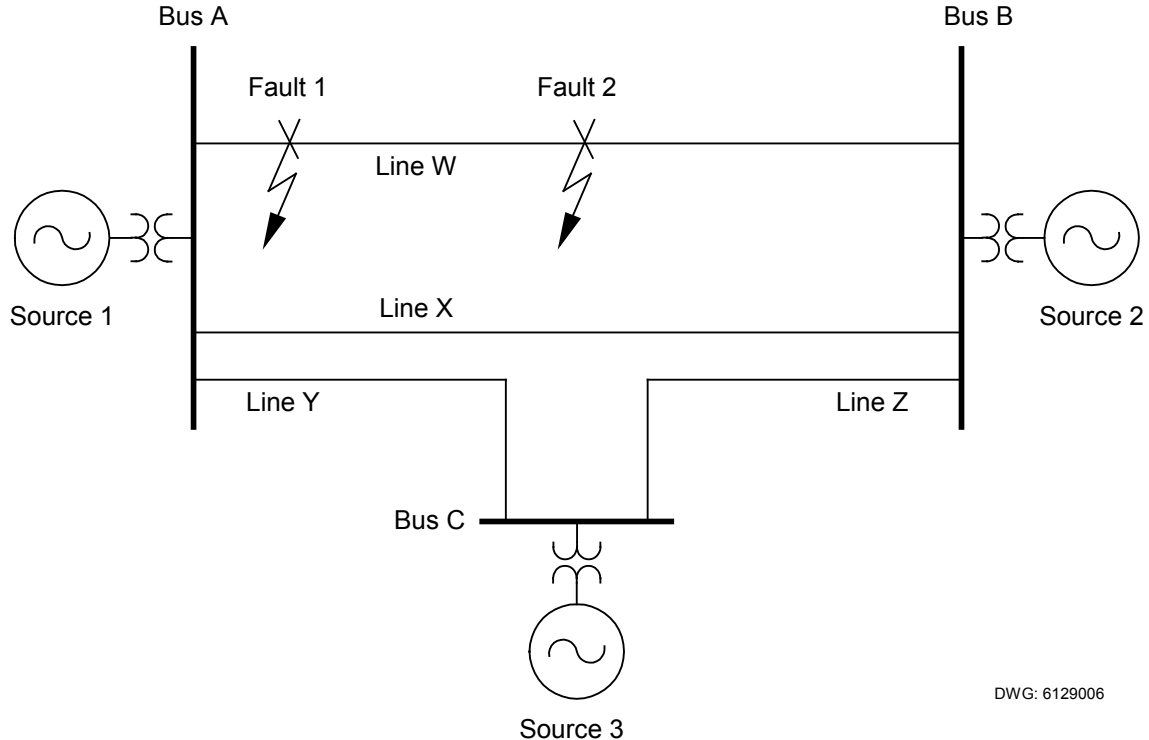 Bus A
Bus B
Fault 1
Fault 2
Line W
Source 1
Line X
Source 2
Line Y
Line Z
Bus C
DWG: 6129006
Source 3